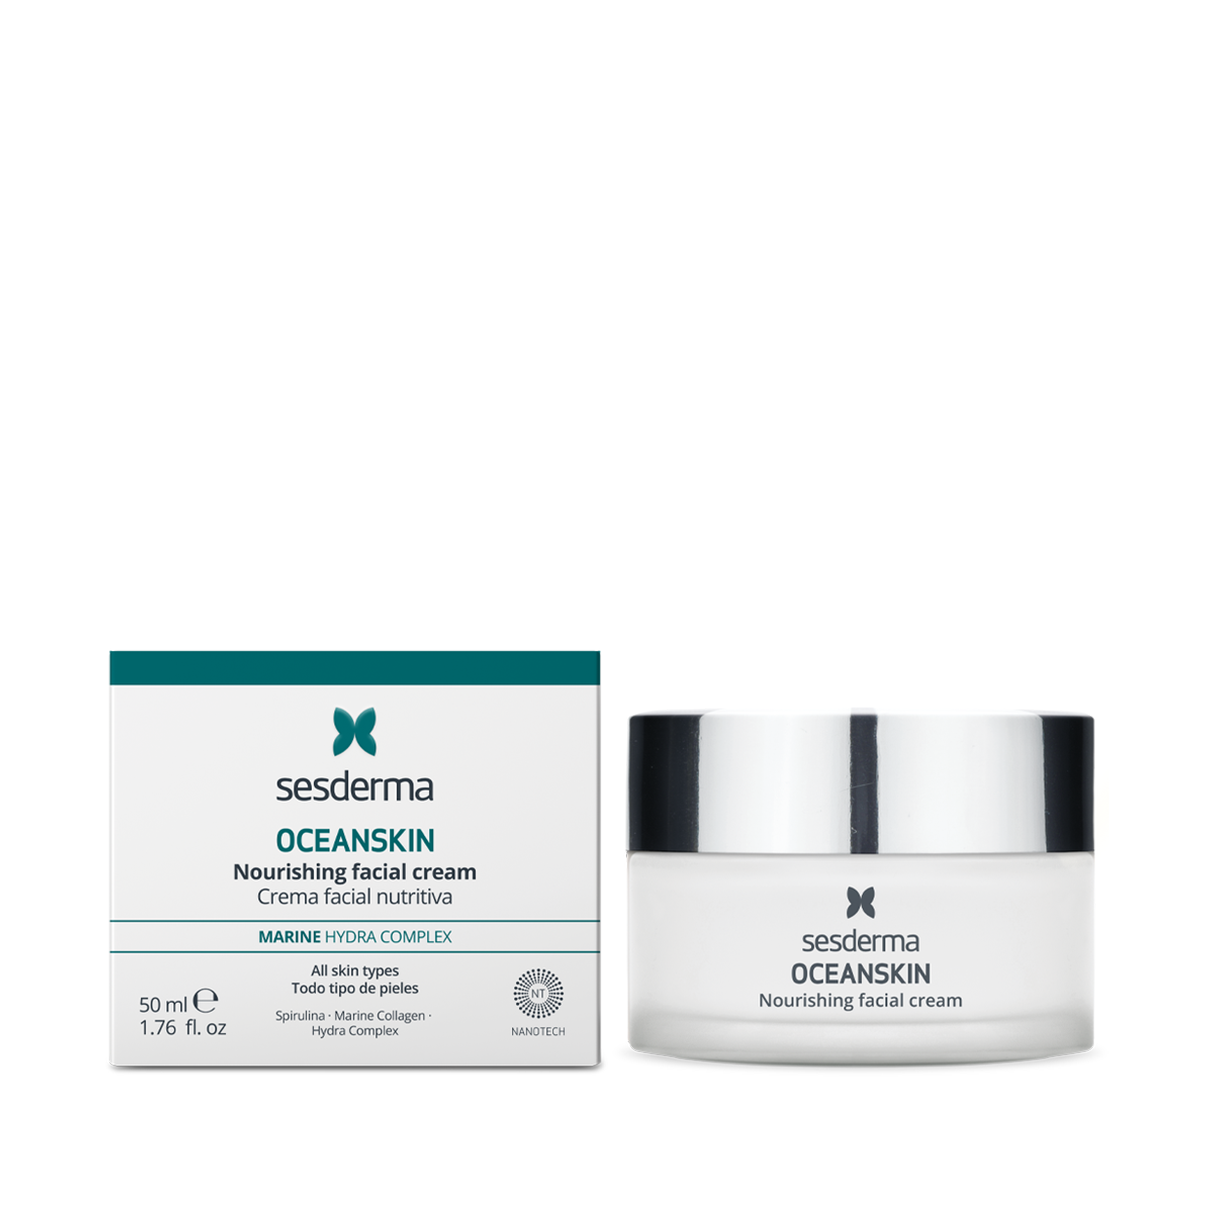 sesderma
OCEANSKIN
Nourishing facial cream
Crema facial nutritiva
MARINE HYDRA COMPLEX
All skin types
Todo tipo de pieles
Spirulina · Marine Collagen ·
Hydra Complex
50 ml ℮
1.76 fl. oz
NT
NANOTECH
sesderma
OCEANSKIN
Nourishing facial cream